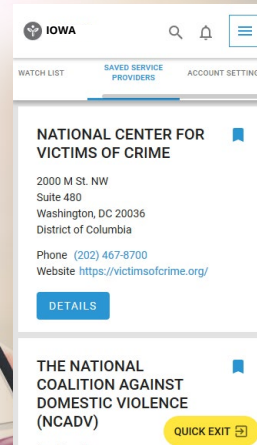 IOWA
WATCH LIST
SAVED SERVICE
PROVIDERS
ACCOUNT SETTING
NATIONAL CENTER FOR
VICTIMS OF CRIME
2000 M St. NW
Suite 480
Washington, DC 20036
District of Columbia
Phone (202) 467-8700
Website https://victimsofcrime.org/
DETAILS
THE NATIONAL
COALITION AGAINST
DOMESTIC VIOLENCE
(NCADV)
QUICK EXIT